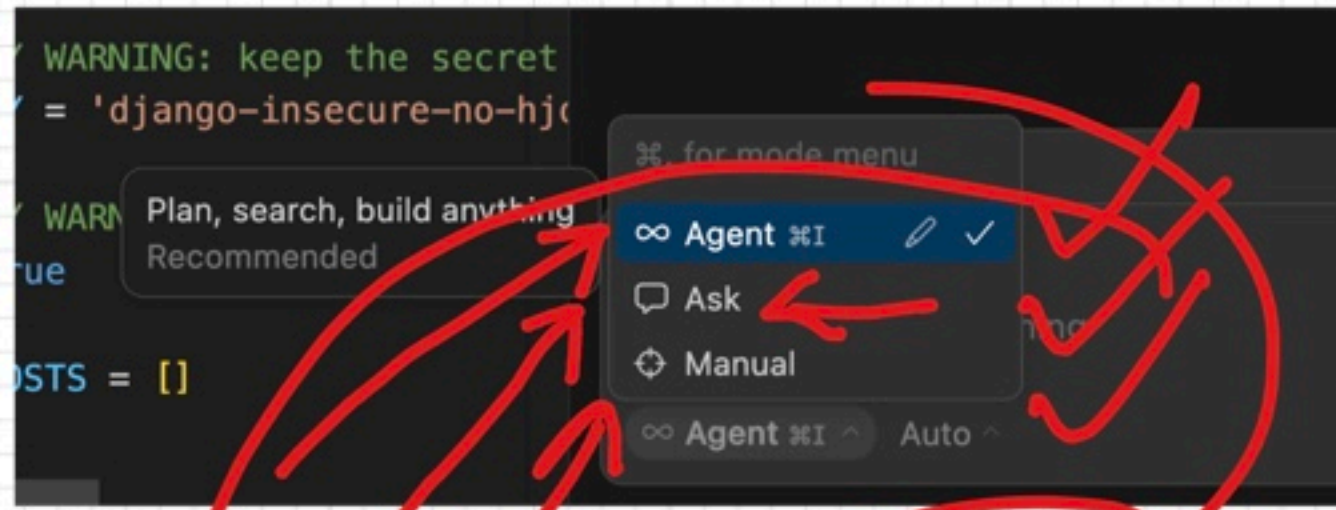 WARNING: keep the secret
= 'django-insecure-no-hjd
WARN
rue
OSTS = []
Plan, search, build anything
Recommended
⌘. for mode menu
∞ Agent ⌘I
Ask
Manual
∞ Agent ⌘I ^ Auto ^